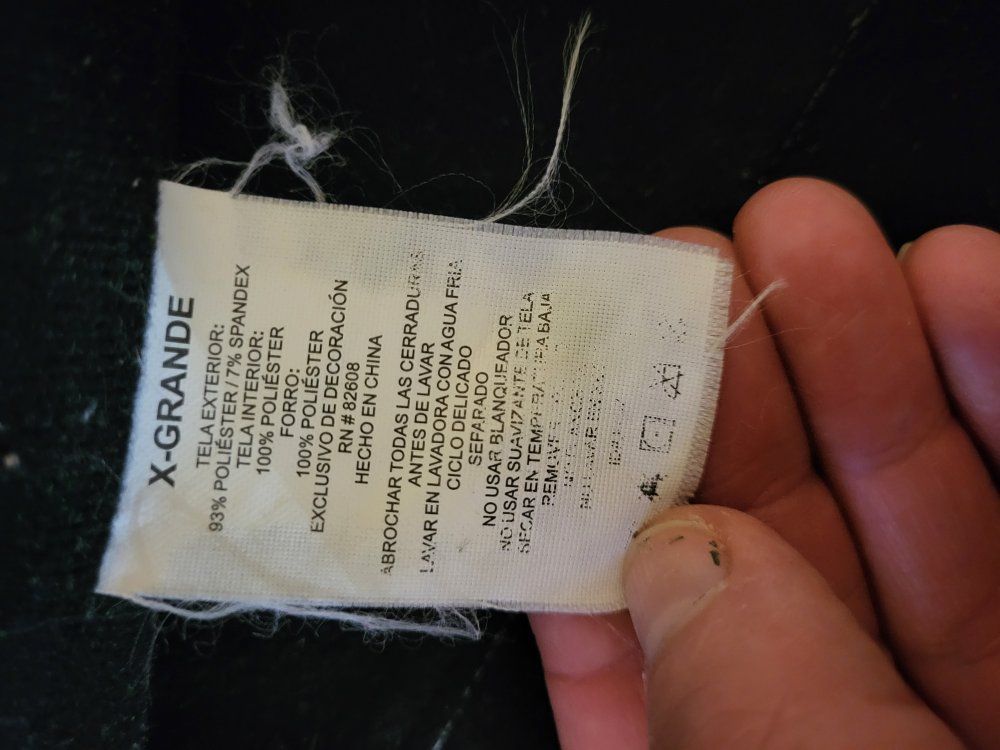 X-GRANDE
TELA EXTERIOR:
93% POLIÉSTER / 7% SPANDEX
TELA INTERIOR:
100% POLIÉSTER
FORRO:
100% POLIÉSTER
EXCLUSIVO DE DECORACIÓN
RN # 82608
HECHO EN CHINA
ABROCHAR TODAS LAS CERRADURAS
ANTES DE LAVAR
LAVAR EN LAVADORA CON AGUA FRIA
CICLO DELICADO
SEPARADO
NO USAR BLANQUEADOR
NO USAR SUAVIZANTE DE TELA
SECAR EN TEMPERATURA BAJA